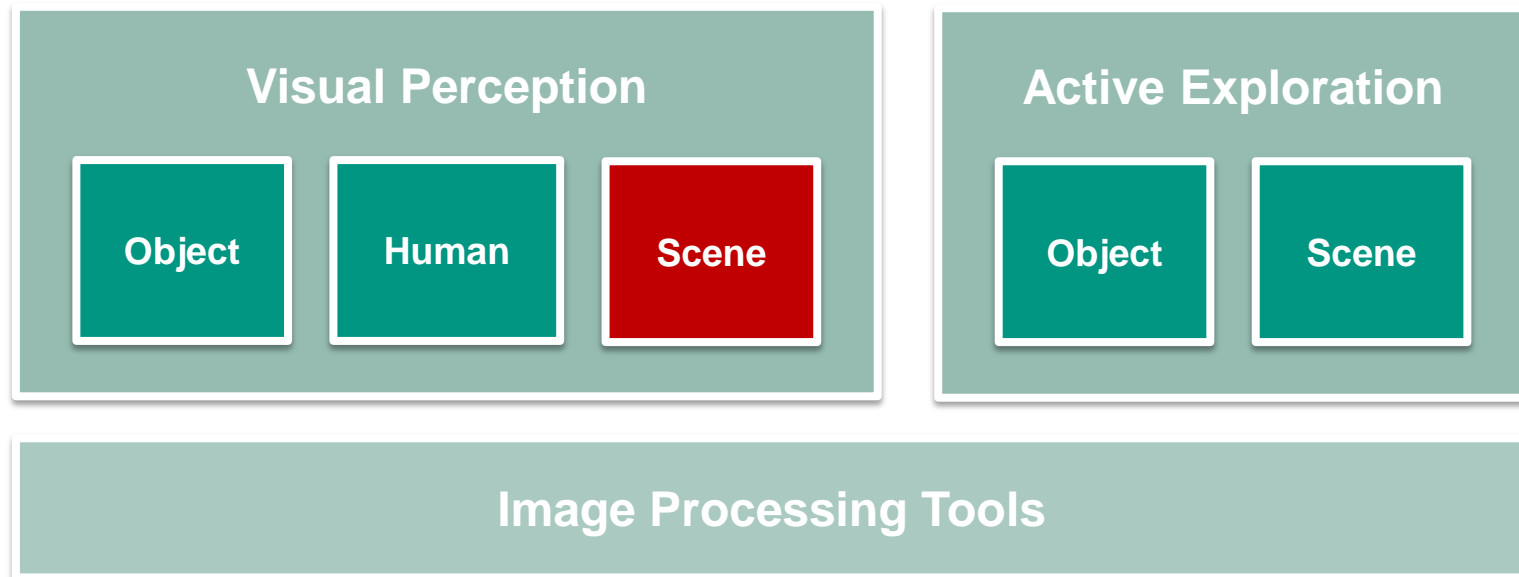 Visual Perception
Object
Human
Scene
Active Exploration
Object
Scene
Image Processing Tools